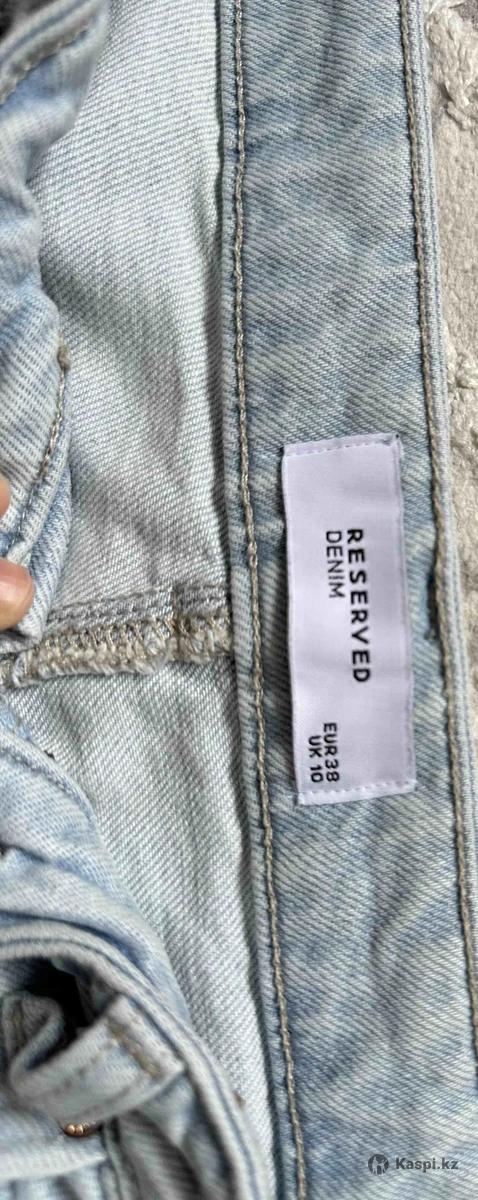 RESERVED
DENIM
EUR 38
UK 10
Kaspi.kz